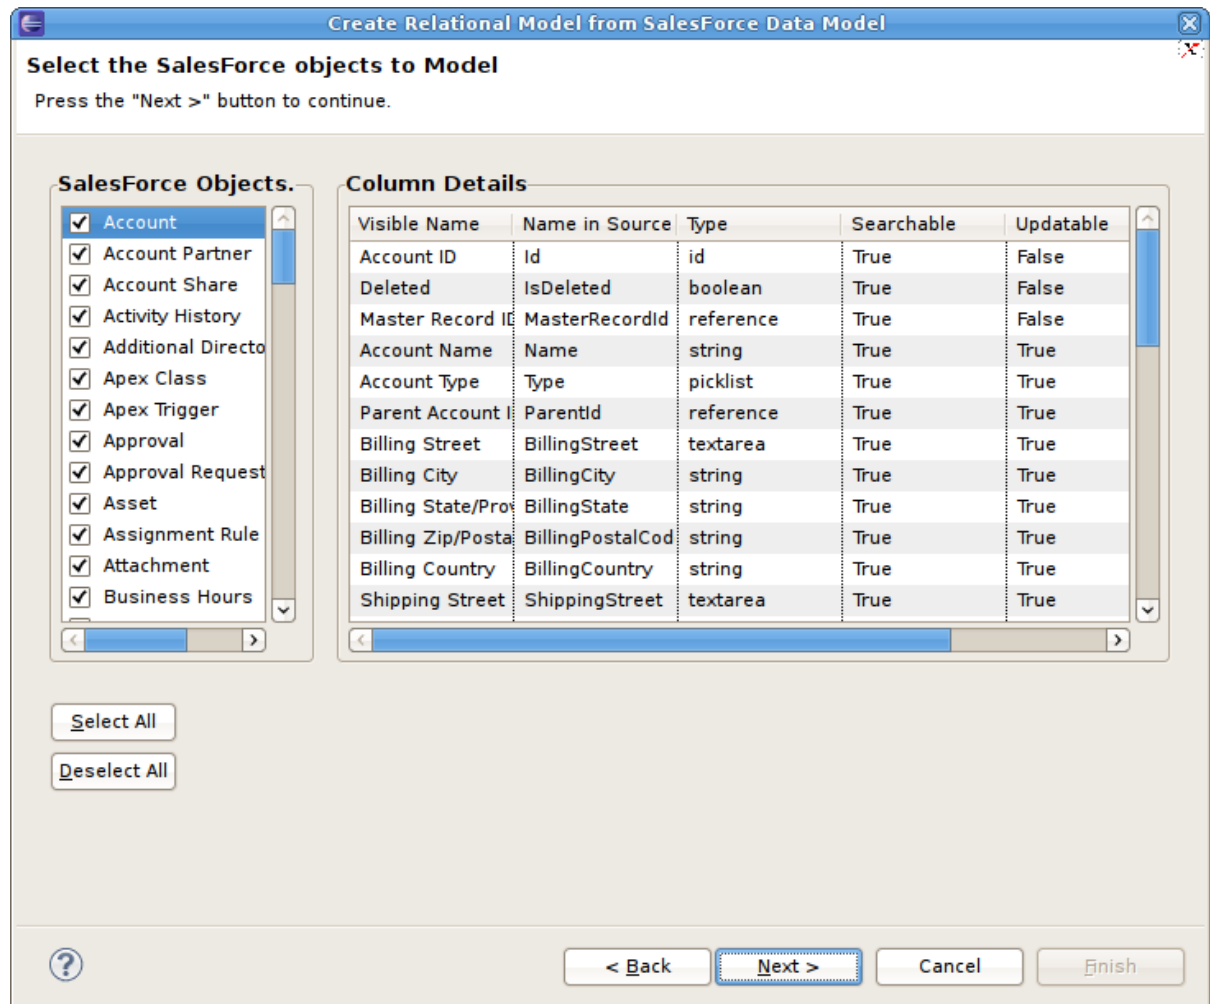 Create Relational Model from SalesForce Data Model
Select the SalesForce objects to Model
Press the "Next >" button to continue.
SalesForce Objects.
Account
Account Partner
Account Share
Activity History
Additional Directo
Apex Class
Apex Trigger
Approval
Approval Request
Asset
Assignment Rule
Attachment
Business Hours
Column Details
Visible Name Name in Source Type Searchable Updatable
Account ID Id id True False
Deleted IsDeleted boolean True False
Master Record ID MasterRecordId reference True False
Account Name Name string True True
Account Type Type picklist True True
Parent Account I ParentId reference True True
Billing Street BillingStreet textarea True True
Billing City BillingCity string True True
Billing State/Prov BillingState string True True
Billing Zip/Posta BillingPostalCod string True True
Billing Country BillingCountry string True True
Shipping Street ShippingStreet textarea True True
Select All
Deselect All
< Back Next > Cancel Finish